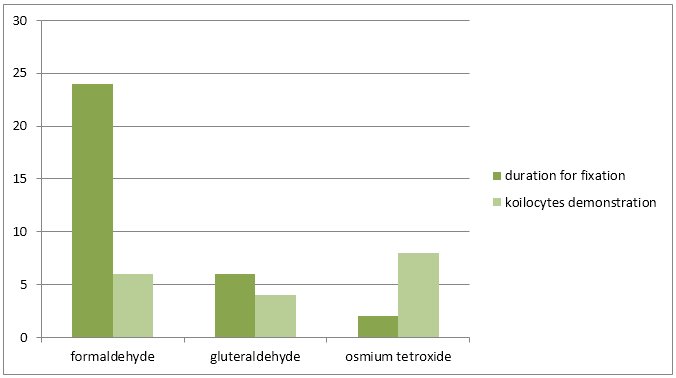 30
25
20
15
10
5
0
formaldehyde gluteraldehyde osmium tetroxide
duration for fixation
koilocytes demonstration